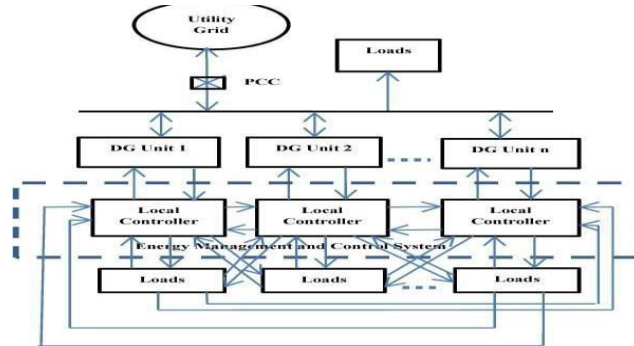 Utility
Grid
Loads
PCC
DG Unit 1
DG Unit 2
DG Unit n
Local
Controller
Local
Controller
Local
Controller
Energy Management and Control System
Loads
Loads
Loads